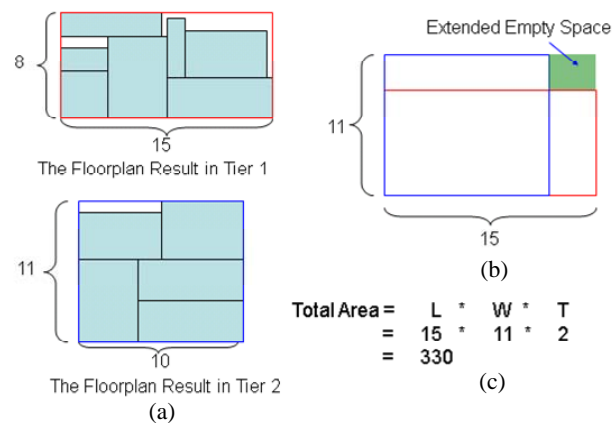 8
15
The Floorplan Result in Tier 1
11
10
The Floorplan Result in Tier 2
(a)
Extended Empty Space
11
15
(b)
Total Area = L * W * T
= 15 * 11 * 2
= 330
(c)